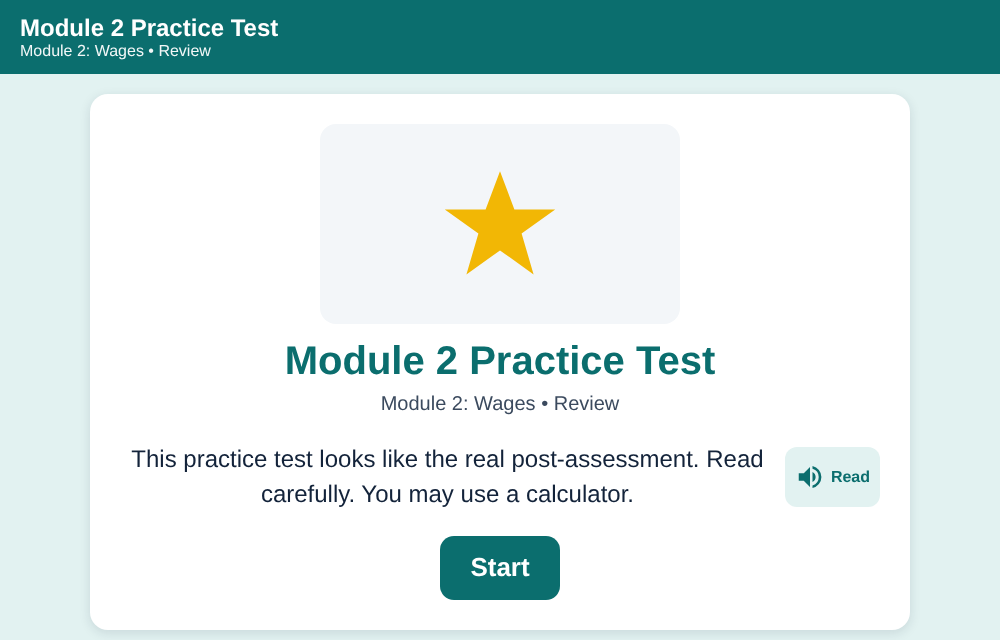 Module 2 Practice Test
Module 2: Wages • Review
Module 2 Practice Test
Module 2: Wages • Review
This practice test looks like the real post-assessment. Read
carefully. You may use a calculator.
Read
Start